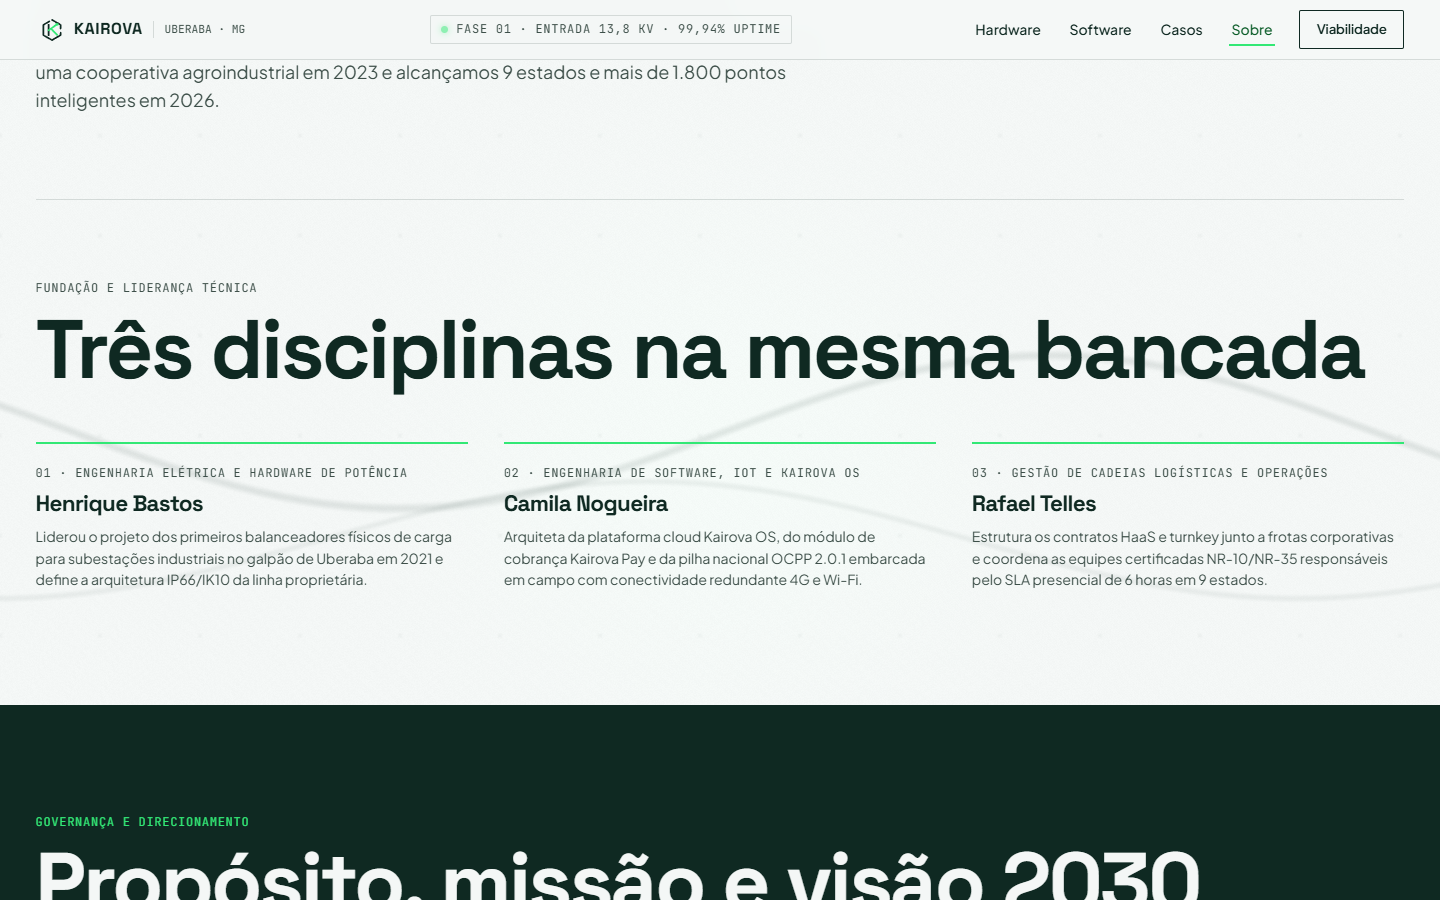 KAIROVA
UBERABA · MG
FASE 01 · ENTRADA 13,8 KV · 99,94% UPTIME
Hardware
Software
Casos
Sobre
Viabilidade
uma cooperativa agroindustrial em 2023 e alcançamos 9 estados e mais de 1.800 pontos
inteligentes em 2026.
FUNDAÇÃO E LIDERANÇA TÉCNICA
Três disciplinas na mesma bancada
01 · ENGENHARIA ELÉTRICA E HARDWARE DE POTÊNCIA
Henrique Bastos
Liderou o projeto dos primeiros balanceadores físicos de carga
para subestações industriais no galpão de Uberaba em 2021 e
define a arquitetura IP66/IK10 da linha proprietária.
02 · ENGENHARIA DE SOFTWARE, IOT E KAIROVA OS
Camila Nogueira
Arquiteta da plataforma cloud Kairova OS, do módulo de
cobrança Kairova Pay e da pilha nacional OCPP 2.0.1 embarcada
em campo com conectividade redundante 4G e Wi-Fi.
03 · GESTÃO DE CADEIAS LOGÍSTICAS E OPERAÇÕES
Rafael Telles
Estrutura os contratos HaaS e turnkey junto a frotas corporativas
e coordena as equipes certificadas NR-10/NR-35 responsáveis
pelo SLA presencial de 6 horas em 9 estados.
GOVERNANÇA E DIRECIONAMENTO
Propósito, missão e visão 2030